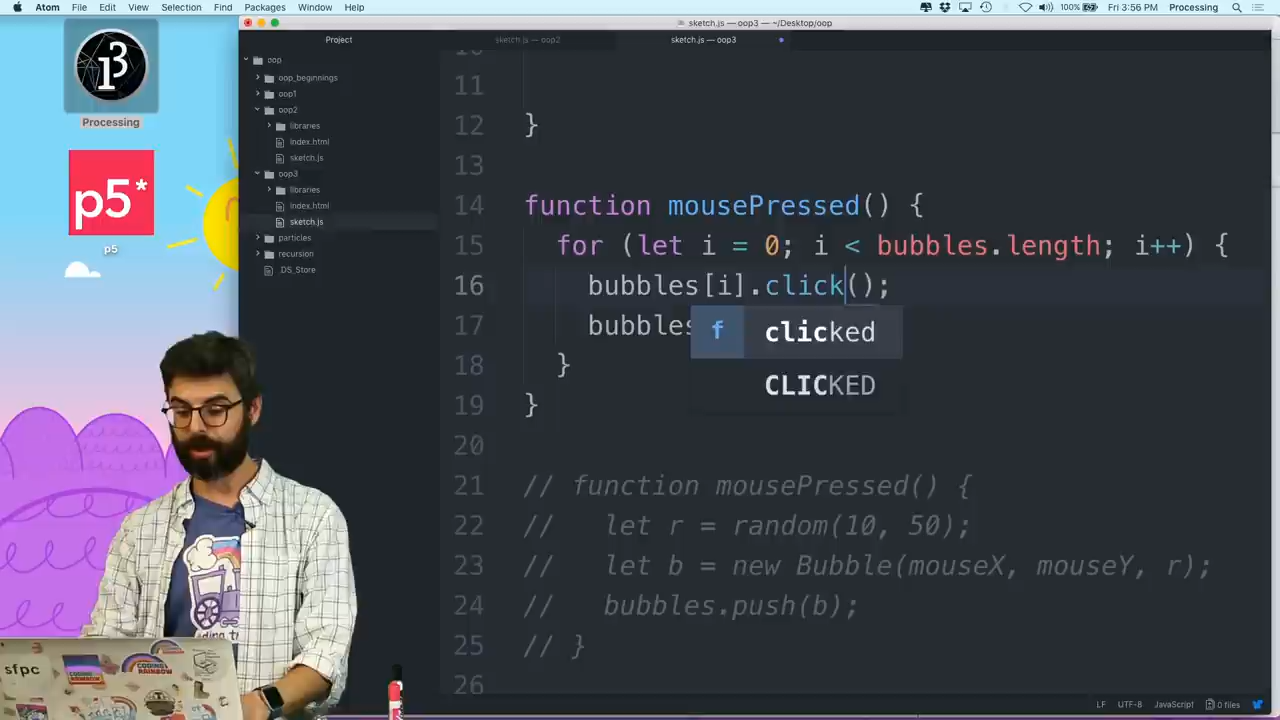 Atom File Edit View Selection Find Packages Window Help 100% Fri 3:56 PM Processing
sketch.js — oop3 — ~/Desktop/oop
Project
sketch.js — oop2
sketch.js — oop3
oop
oop_beginnings
oop1
oop2
libraries
index.html
sketch.js
oop3
libraries
index.html
sketch.js
particles
recursion
.DS_Store
i3
Processing
p5*
p5
10
11
12 }
13
14 function mousePressed() {
15 for (let i = 0; i < bubbles.length; i++) {
16 bubbles[i].click();
17 bubbles
f clicked
CLICKED
18 }
19 }
20
21 // function mousePressed() {
22 // let r = random(10, 50);
23 // let b = new Bubble(mouseX, mouseY, r);
24 // bubbles.push(b);
25 // }
26
LF UTF-8 JavaScript 0 files
sfpc
CODING
RAINBOW